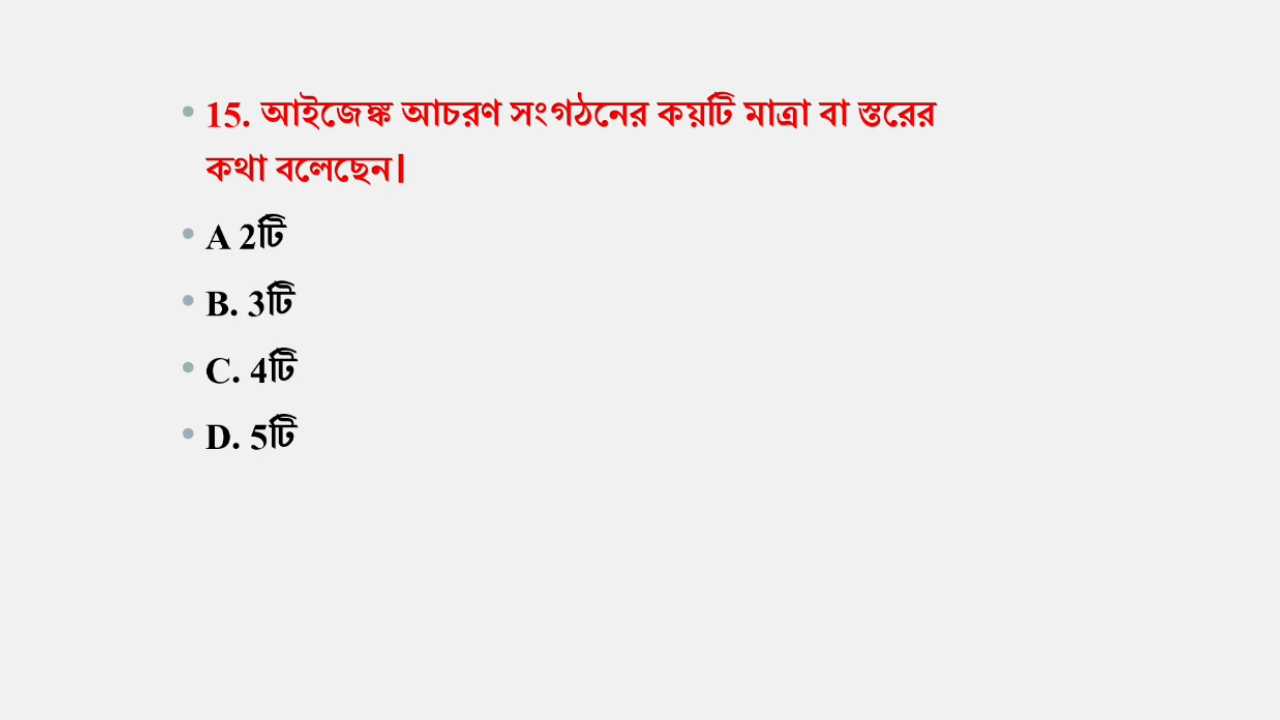 • 15. আইজেঙ্ক আচরণ সংগঠনের কয়টি মাত্রা বা স্তরের
কথা বলেছেন।
• A 2টি
• B. 3টি
• C. 4টি
• D. 5টি